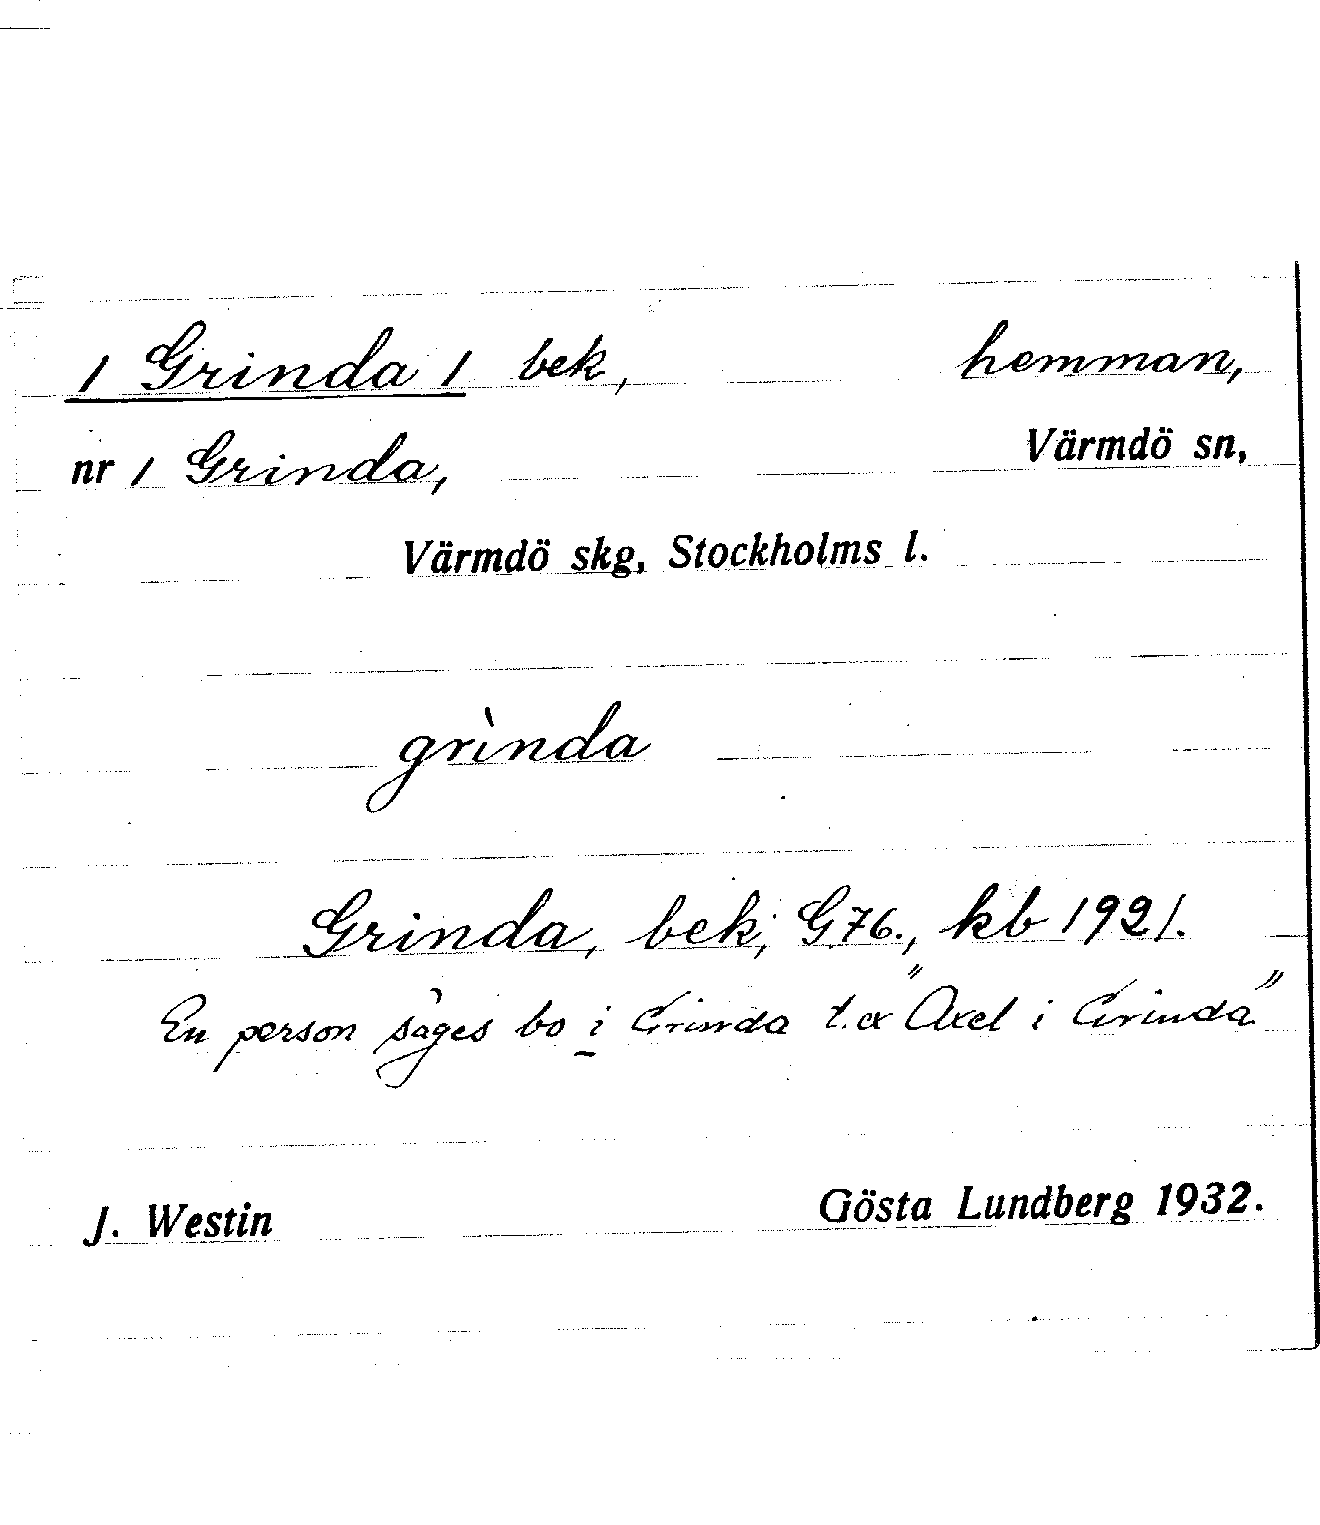 1 Grinda 1 bek, hemman,
nr 1 Grinda, Värmdö sn,
Värmdö skg, Stockholms l.
grìnda
Grinda, bek; G 76., kb 1921.
En person säges bo i Grinda t. ex "Axel i Grinda"
J. Westin Gösta Lundberg 1932.